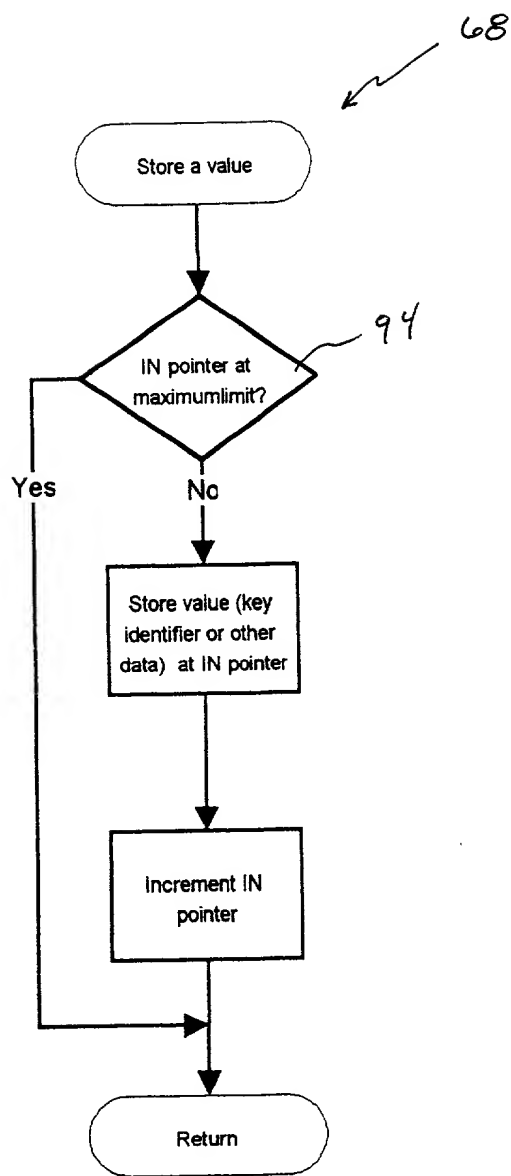 68
Store a value
94
IN pointer at
maximumlimit?
Yes
No
Store value (key
identifier or other
data) at IN pointer
Increment IN
pointer
Return